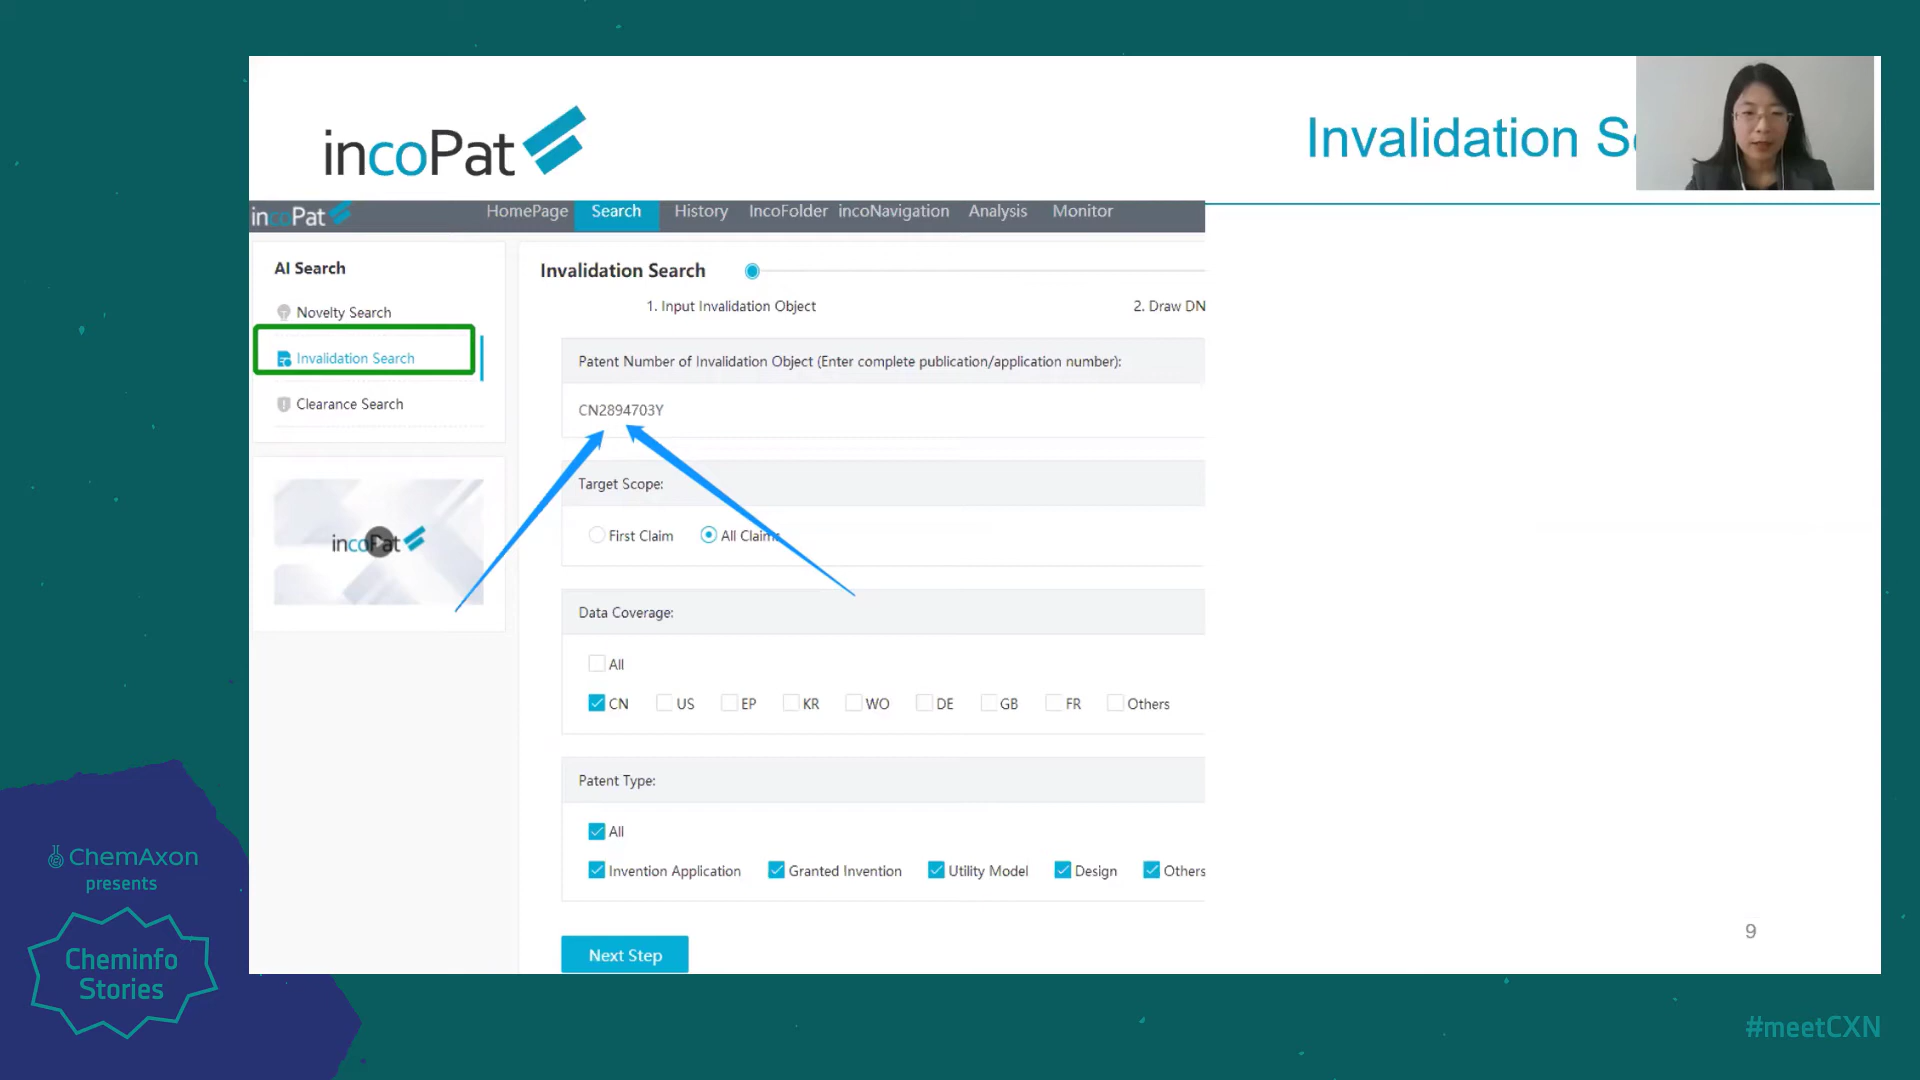 incoPat
Invalidation S
incoPat
HomePage Search History IncoFolder incoNavigation Analysis Monitor
AI Search
Novelty Search
Invalidation Search
Clearance Search
incoPat
Invalidation Search
1. Input Invalidation Object
2. Draw DN
Patent Number of Invalidation Object (Enter complete publication/application number):
CN2894703Y
Target Scope:
First Claim All Claims
Data Coverage:
All
CN US EP KR WO DE GB FR Others
Patent Type:
All
Invention Application Granted Invention Utility Model Design Others
Next Step
9
ChemAxon
presents
Cheminfo
Stories
#meetCXN